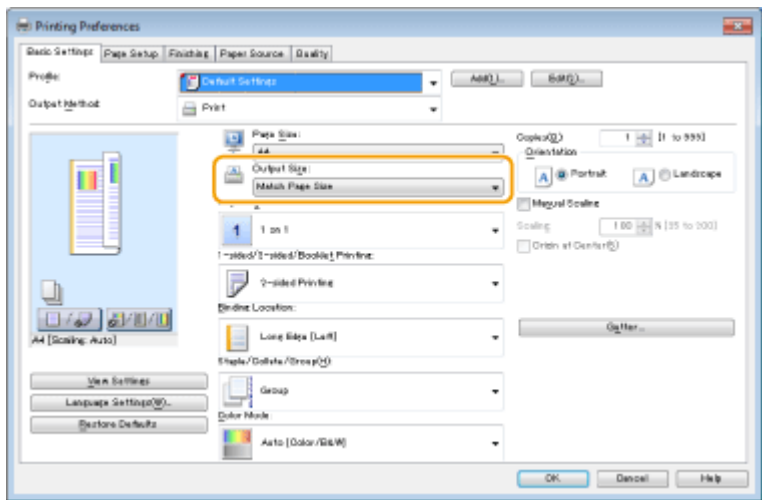 Printing Preferences
Basic Settings Page Setup Finishing Paper Source Quality
Profile: Default Settings Add(1)... Edit(2)...
Output Method: Print
Page Size:
A4
Output Size:
Match Page Size
1 1 on 1
1-sided/2-sided/Booklet Printing:
2-sided Printing
Binding Location:
Long Edge [Left]
Staple/Collate/Group(H):
Group
Color Mode:
Auto [Color/B&W]
Copies(Q): 1 [1 to 999]
Orientation
A Portrait A Landscape
Manual Scaling
Scaling: 100 % [25 to 200]
Origin at Center(6)
Gutter...
A4 [Scaling: Auto]
View Settings
Language Settings(W)...
Restore Defaults
OK Cancel Help